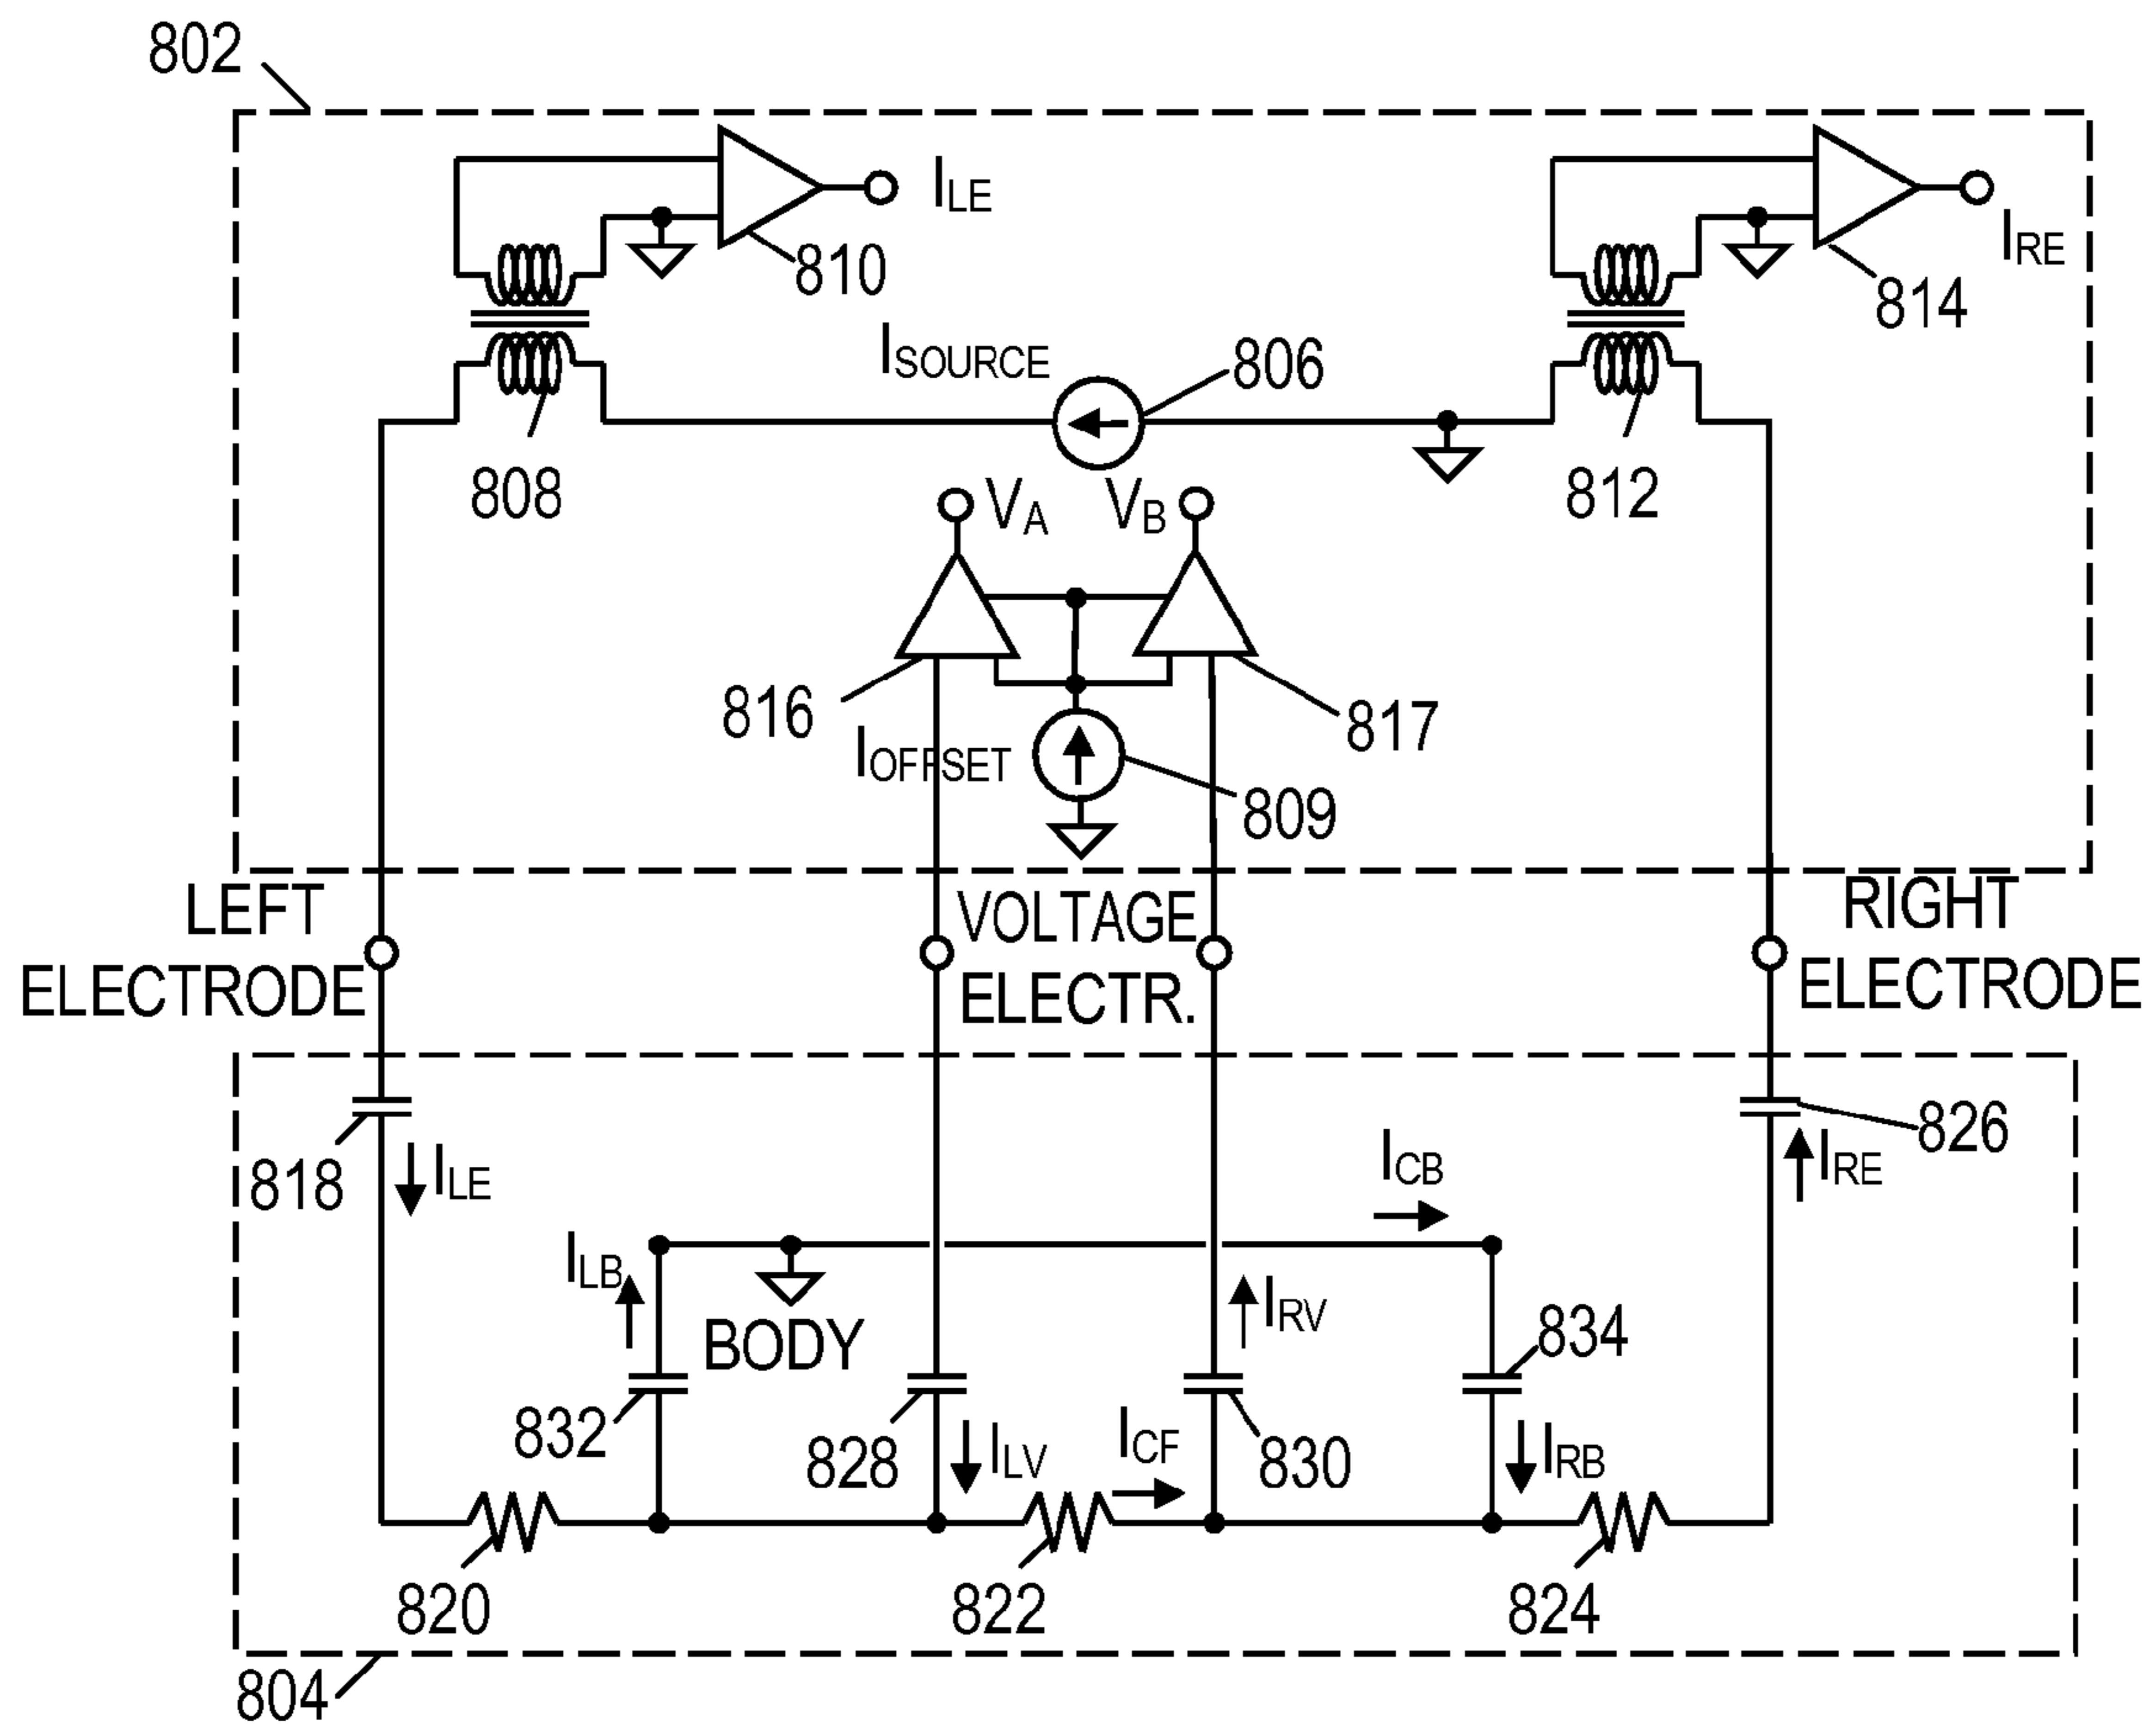 802
I_LE
I_RE
810
814
I_SOURCE
806
808
V_A
V_B
812
816
817
I_OFFSET
809
LEFT
ELECTRODE
VOLTAGE
ELECTR.
RIGHT
ELECTRODE
818
I_LE
I_CB
I_RE
826
I_LB
BODY
I_RV
834
832
828
I_LV
I_CF
830
I_RB
820
822
824
804